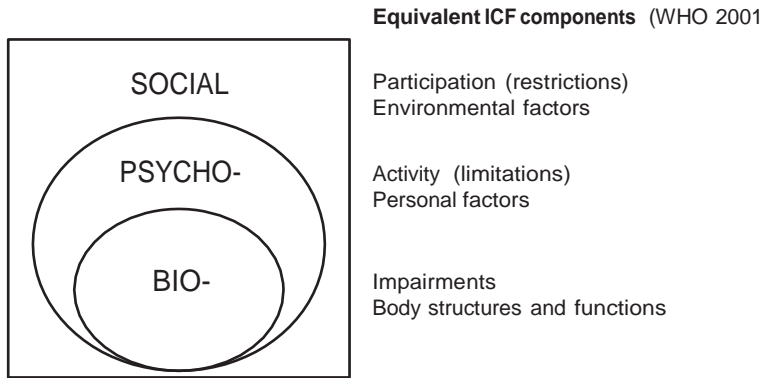 Equivalent ICF components (WHO 2001
SOCIAL
Participation (restrictions)
Environmental factors
PSYCHO-
Activity (limitations)
Personal factors
BIO-
Impairments
Body structures and functions